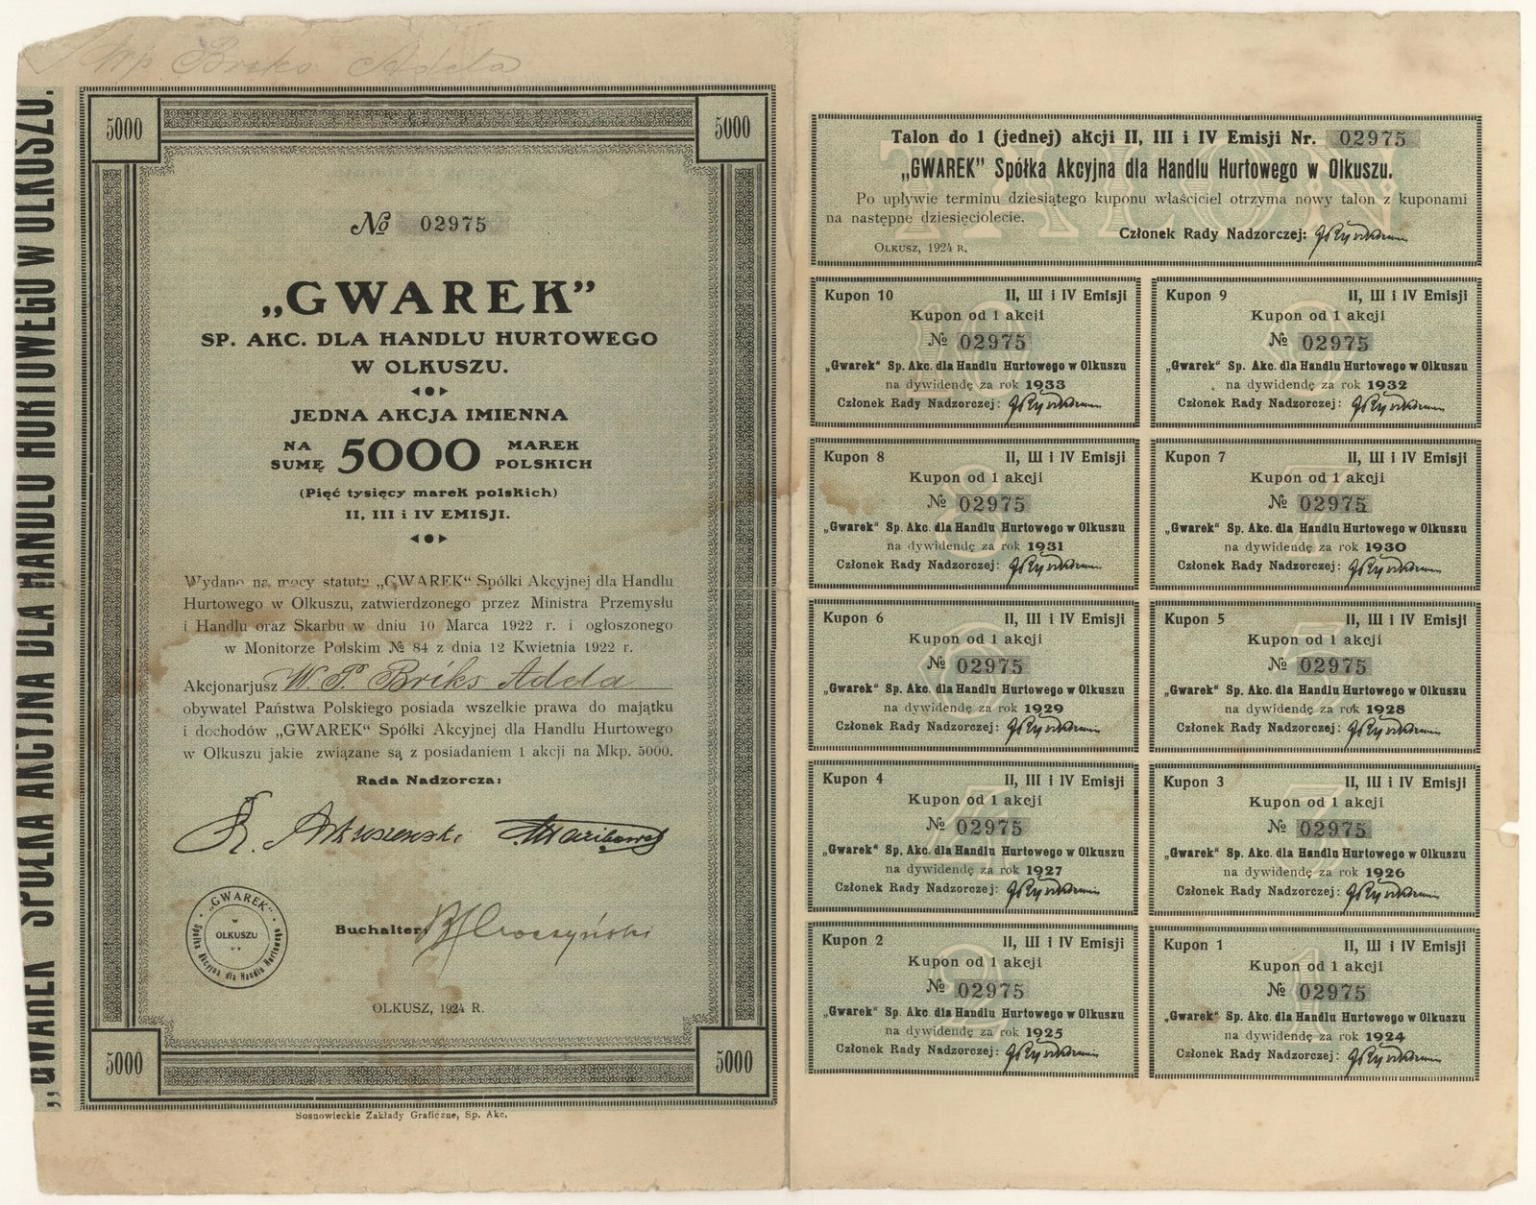 Wp Briks Adela
„GWAREK” SPÓŁKA AKCYJNA DLA HANDLU HURTOWEGO W OLKUSZU.
5000
5000
№ 02975
„GWAREK”
SP. AKC. DLA HANDLU HURTOWEGO
W OLKUSZU.
JEDNA AKCJA IMIENNA
NA SUMĘ 5000 MAREK POLSKICH
(Pięć tysięcy marek polskich)
II, III i IV EMISJI.
Wydano na mocy statutu „GWAREK“ Spólki Akcyjnej dla Handlu
Hurtowego w Olkuszu, zatwierdzonego przez Ministra Przemysłu
i Handlu oraz Skarbu w dniu 10 Marca 1922 r. i ogłoszonego
w Monitorze Polskim № 84 z dnia 12 Kwietnia 1922 r.
Akcjonarjusz W. P. Briks Adela
obywatel Państwa Polskiego posiada wszelkie prawa do majątku
i dochodów „GWAREK“ Spólki Akcyjnej dla Handlu Hurtowego
w Olkuszu jakie związane są z posiadaniem 1 akcji na Mkp. 5000.
Rada Nadzorcza:
„GWAREK”
w
OLKUSZU
Spółka Akcyjna dla Handlu Hurtowego
Buchalter:
OLKUSZ, 1924 R.
5000
5000
Sosnowieckie Zakłady Graficzne, Sp. Akc.
TALON
Talon do 1 (jednej) akcji II, III i IV Emisji Nr. 02975
„GWAREK” Spółka Akcyjna dla Handlu Hurtowego w Olkuszu.
Po upływie terminu dziesiątego kuponu właściciel otrzyma nowy talon z kuponami
na następne dziesięciolecie.
Członek Rady Nadzorczej:
OLKUSZ, 1924 R.
Kupon 10 II, III i IV Emisji
Kupon od 1 akcji
№ 02975
„Gwarek“ Sp. Akc. dla Handlu Hurtowego w Olkuszu
na dywidendę za rok 1933
Członek Rady Nadzorczej:
Kupon 9 II, III i IV Emisji
Kupon od 1 akcji
№ 02975
„Gwarek“ Sp. Akc. dla Handlu Hurtowego w Olkuszu
na dywidendę za rok 1932
Członek Rady Nadzorczej:
Kupon 8 II, III i IV Emisji
Kupon od 1 akcji
№ 02975
„Gwarek“ Sp. Akc. dla Handlu Hurtowego w Olkuszu
na dywidendę za rok 1931
Członek Rady Nadzorczej:
Kupon 7 II, III i IV Emisji
Kupon od 1 akcji
№ 02975
„Gwarek“ Sp. Akc. dla Handlu Hurtowego w Olkuszu
na dywidendę za rok 1930
Członek Rady Nadzorczej:
Kupon 6 II, III i IV Emisji
Kupon od 1 akcji
№ 02975
„Gwarek“ Sp. Akc. dla Handlu Hurtowego w Olkuszu
na dywidendę za rok 1929
Członek Rady Nadzorczej:
Kupon 5 II, III i IV Emisji
Kupon od 1 akcji
№ 02975
„Gwarek“ Sp. Akc. dla Handlu Hurtowego w Olkuszu
na dywidendę za rok 1928
Członek Rady Nadzorczej:
Kupon 4 II, III i IV Emisji
Kupon od 1 akcji
№ 02975
„Gwarek“ Sp. Akc. dla Handlu Hurtowego w Olkuszu
na dywidendę za rok 1927
Członek Rady Nadzorczej:
Kupon 3 II, III i IV Emisji
Kupon od 1 akcji
№ 02975
„Gwarek“ Sp. Akc. dla Handlu Hurtowego w Olkuszu
na dywidendę za rok 1926
Członek Rady Nadzorczej:
Kupon 2 II, III i IV Emisji
Kupon od 1 akcji
№ 02975
„Gwarek“ Sp. Akc. dla Handlu Hurtowego w Olkuszu
na dywidendę za rok 1925
Członek Rady Nadzorczej:
Kupon 1 II, III i IV Emisji
Kupon od 1 akcji
№ 02975
„Gwarek“ Sp. Akc. dla Handlu Hurtowego w Olkuszu
na dywidendę za rok 1924
Członek Rady Nadzorczej: